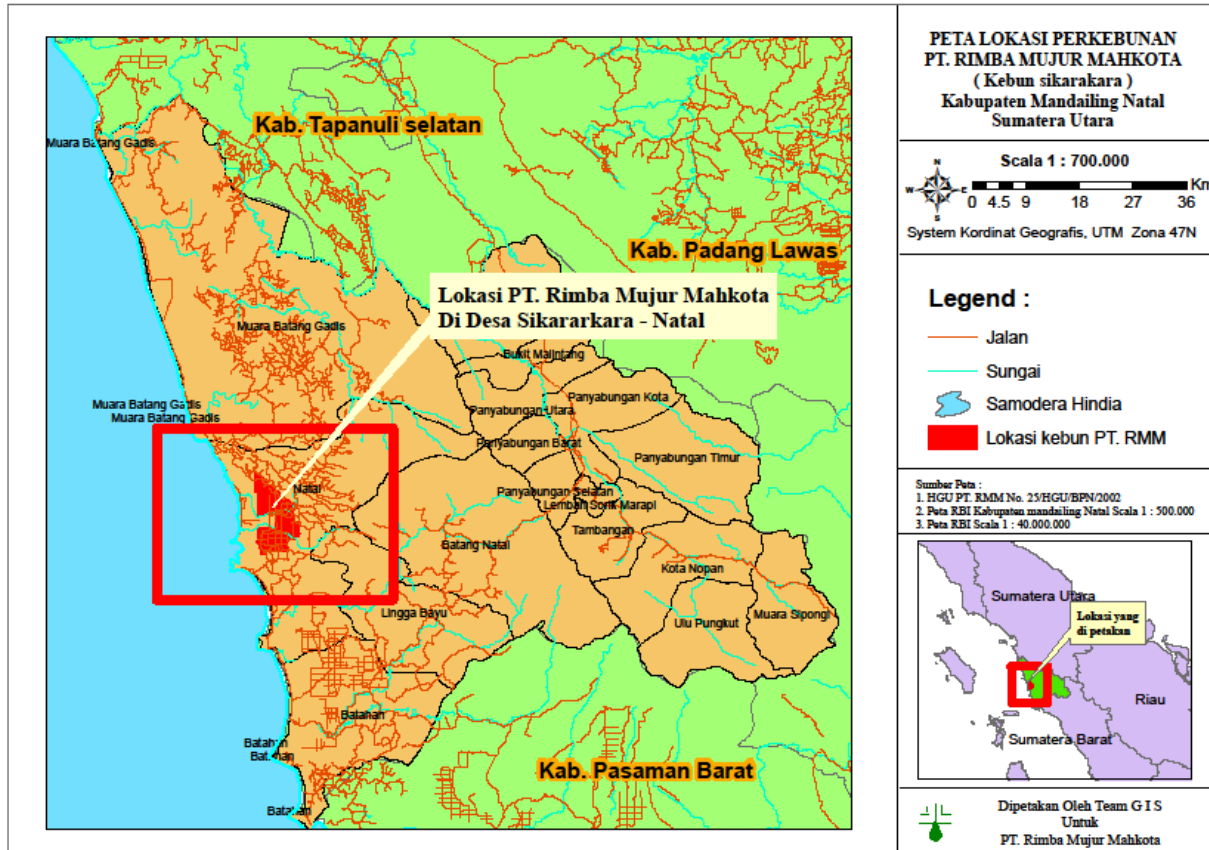 Kab. Tapanuli selatan
Muara Batang Gadis
Kab. Padang Lawas
Lokasi PT. Rimba Mujur Mahkota
Di Desa Sikararkara - Natal
Muara Batang Gadis
Bukit Malintang
Muara Batang Gadis
Muara Batang Gadis
Panyabungan Kota
Panyabungan Utara
Panyabungan Barat
Panyabungan Timur
Natal
Panyabungan Selatan
Lembah Sorik Marapi
Tambangan
Batang Natal
Kota Nopan
Lingga Bayu
Ulu Pungkut
Muara Sipongi
Batahan
Batahan
Batahan
Kab. Pasaman Barat
Batahan
PETA LOKASI PERKEBUNAN
PT. RIMBA MUJUR MAHKOTA
( Kebun sikarakara )
Kabupaten Mandailing Natal
Sumatera Utara
Scala 1 : 700.000
N
W E
S
Km
0 4.5 9 18 27 36
System Kordinat Geografis, UTM Zona 47N
Legend :
Jalan
Sungai
Samodera Hindia
Lokasi kebun PT. RMM
Sumber Peta :
1. HGU PT. RMM No. 25/HGU/BPN/2002
2. Peta RBI Kabupaten mandailing Natal Scala 1 : 500.000
3. Peta RBI Scala 1 : 40.000.000
Sumatera Utara
Lokasi yang
di petakan
Riau
Sumatera Barat
Dipetakan Oleh Team G I S
Untuk
PT. Rimba Mujur Mahkota